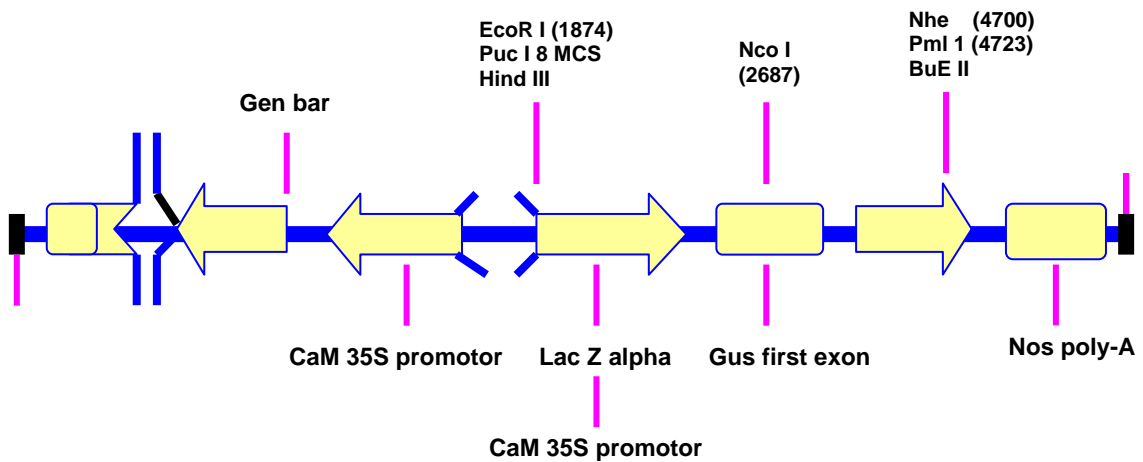 EcoR I (1874)
Puc I 8 MCS
Hind III
Nco I
(2687)
Nhe (4700)
Pml 1 (4723)
BuE II
Gen bar
CaM 35S promotor
Lac Z alpha
Gus first exon
Nos poly-A
CaM 35S promotor